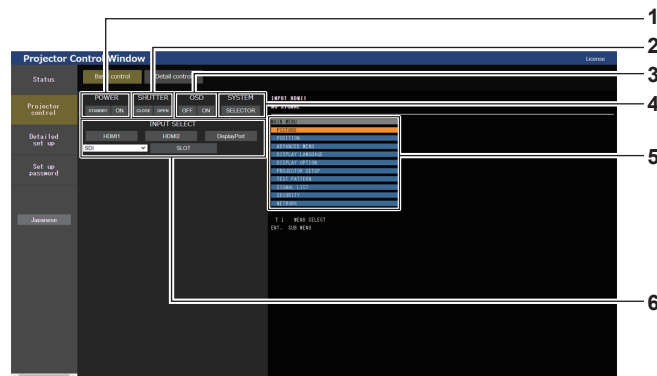 1
2
3
4
5
6
Projector Control Window
License
Status
Basic control
Detail control
Projector
control
Detailed
set up
Set up
password
Japanese
POWER
SHUTTER
OSD
SYSTEM
STANDBY
ON
CLOSE
OPEN
OFF
ON
SELECTOR
INPUT SELECT
HDMI1
HDMI2
DisplayPort
SDI
SLOT
INPUT HDMI1
NO SIGNAL
MAIN MENU
PICTURE
POSITION
ADVANCED MENU
DISPLAY LANGUAGE
DISPLAY OPTION
PROJECTOR SETUP
TEST PATTERN
SIGNAL LIST
SECURITY
NETWORK
↑↓ MENU SELECT
ENT. SUB MENU